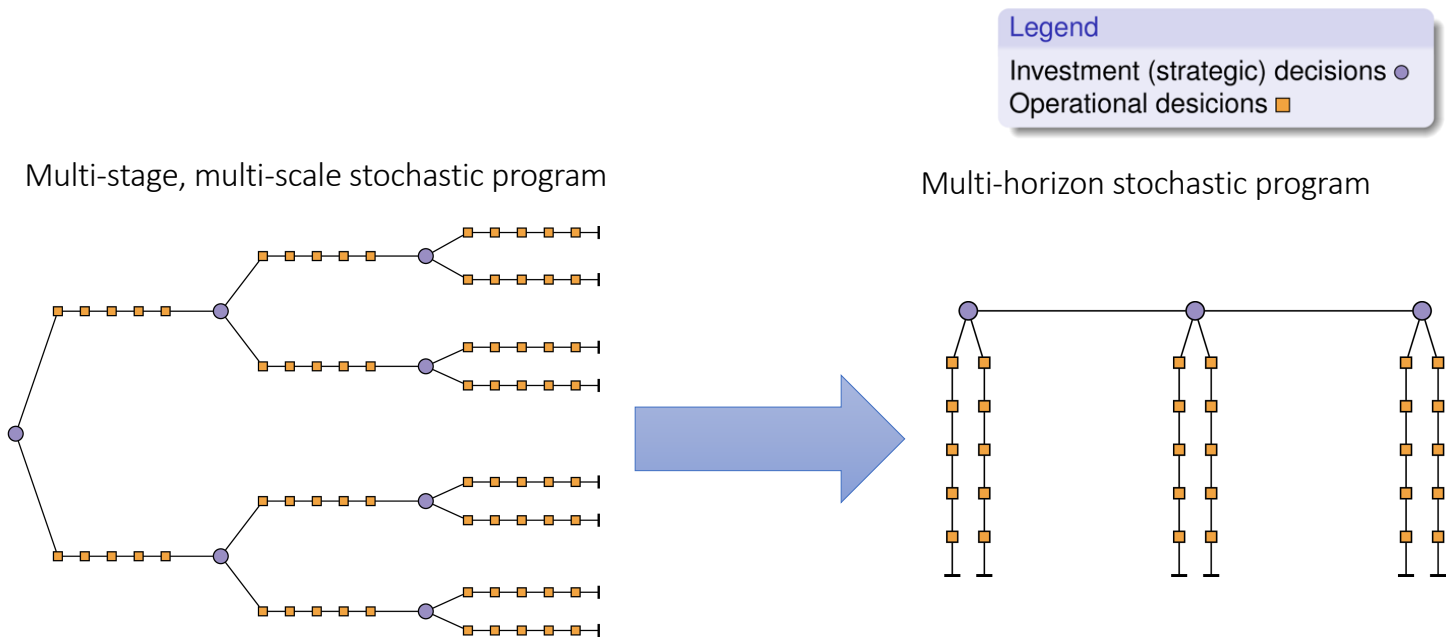 Legend
Investment (strategic) decisions
Operational desicions
Multi-stage, multi-scale stochastic program
Multi-horizon stochastic program